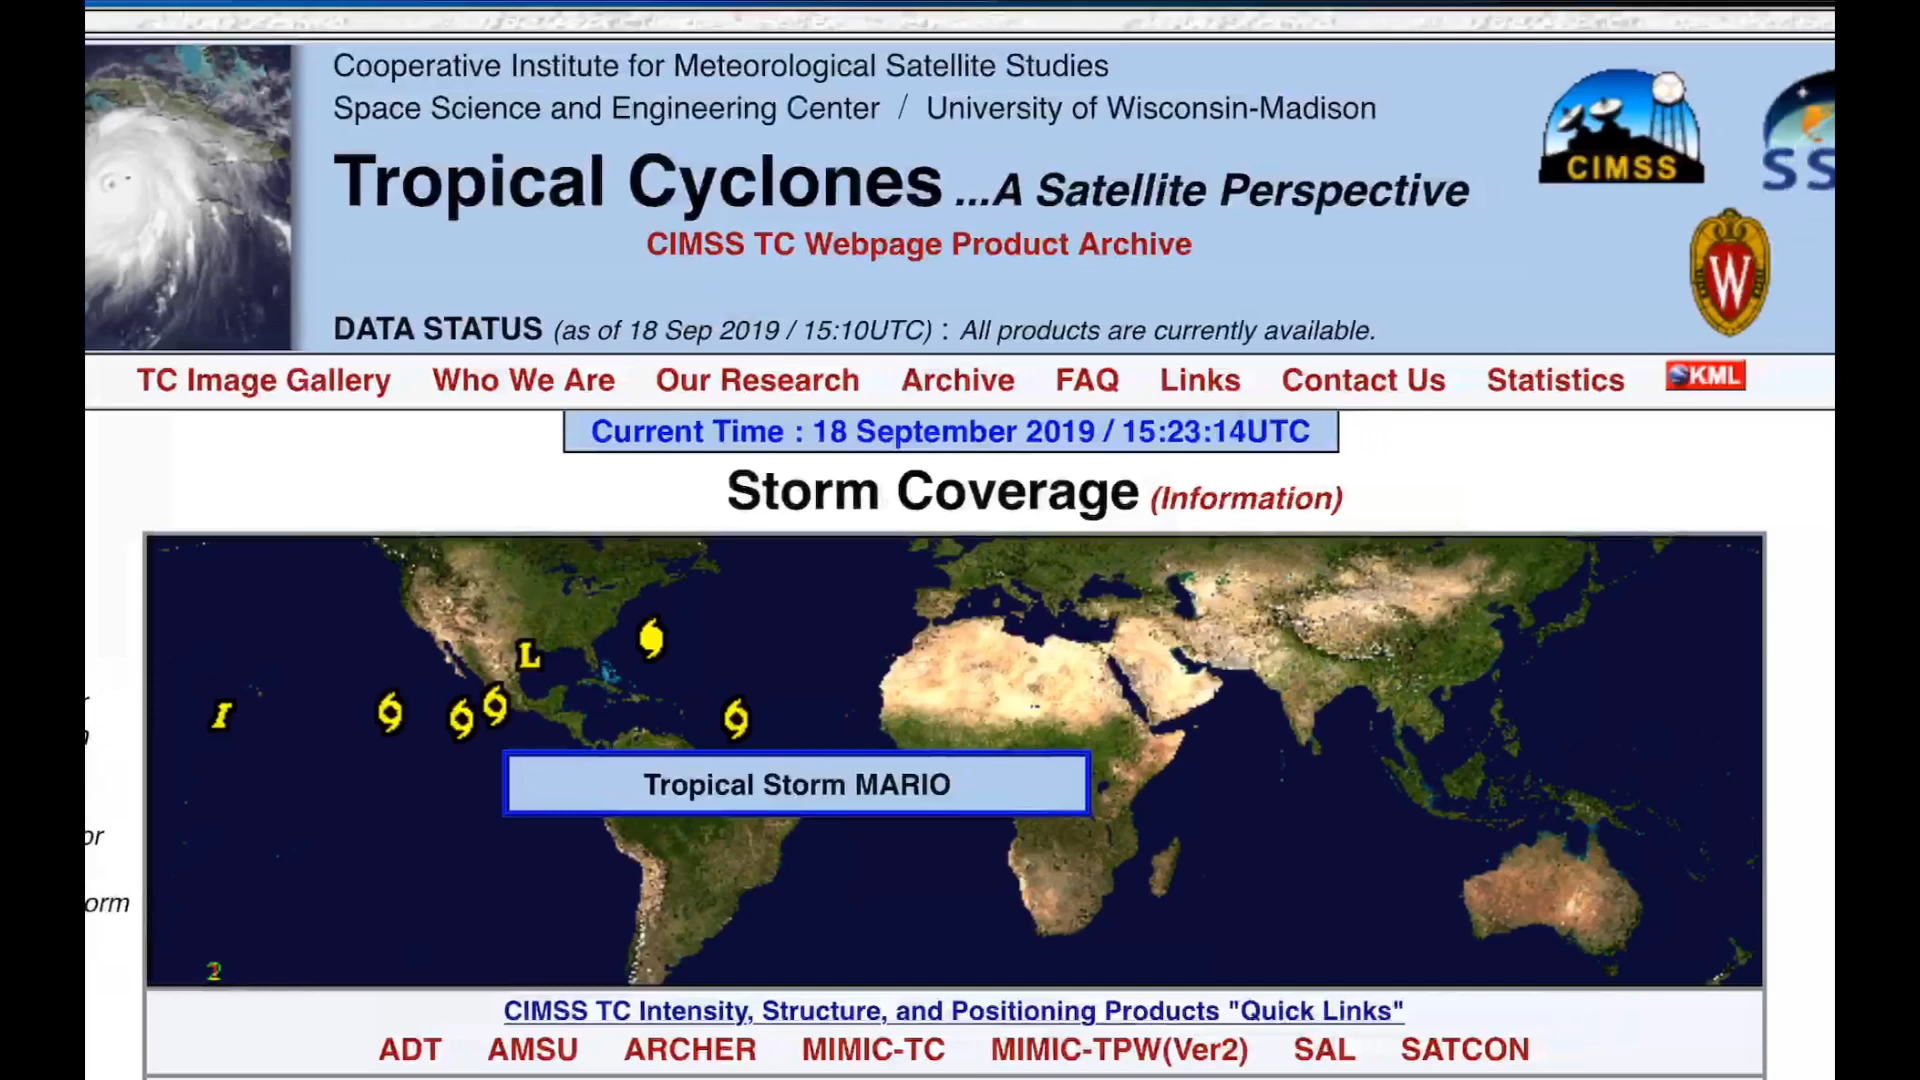 Cooperative Institute for Meteorological Satellite Studies
Space Science and Engineering Center / University of Wisconsin-Madison
Tropical Cyclones ...A Satellite Perspective
CIMSS TC Webpage Product Archive
CIMSS
SS
W
DATA STATUS (as of 18 Sep 2019 / 15:10UTC) : All products are currently available.
TC Image Gallery Who We Are Our Research Archive FAQ Links Contact Us Statistics KML
Current Time : 18 September 2019 / 15:23:14UTC
Storm Coverage (Information)
L
I
Tropical Storm MARIO
or
orm
2
CIMSS TC Intensity, Structure, and Positioning Products "Quick Links"
ADT AMSU ARCHER MIMIC-TC MIMIC-TPW(Ver2) SAL SATCON